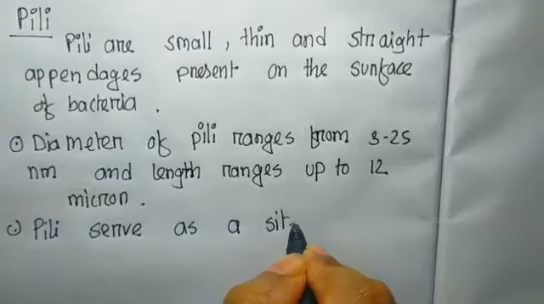 Pili
Pili are small, thin and straight
appendages present on the surface
of bacteria.
Diameter of pili ranges from 3-25
nm and length ranges up to 12
micron.
Pili serve as a sit